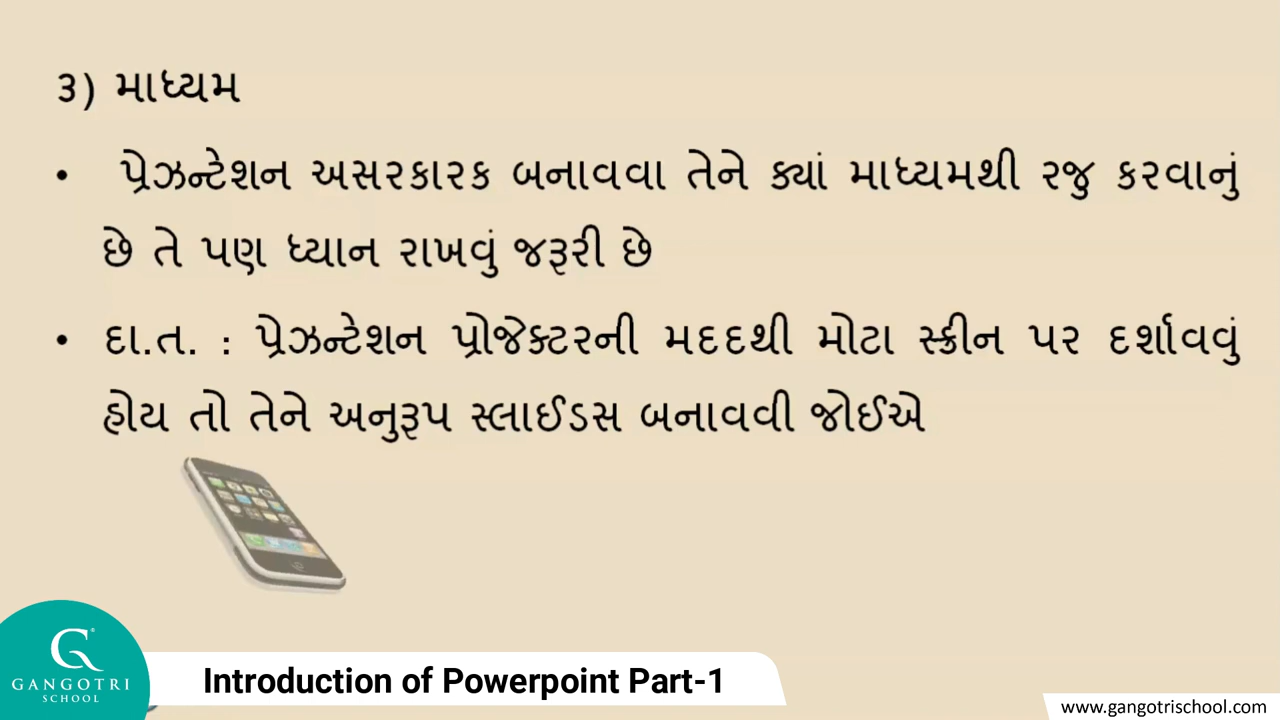 ૩) માધ્યમ
• પ્રેઝન્ટેશન અસરકારક બનાવવા તેને ક્યાં માધ્યમથી રજુ કરવાનું
છે તે પણ ધ્યાન રાખવું જરૂરી છે
• દા.ત. : પ્રેઝન્ટેશન પ્રોજેક્ટરની મદદથી મોટા સ્ક્રીન પર દર્શાવવું
હોય તો તેને અનુરૂપ સ્લાઈડસ બનાવવી જોઈએ
GANGOTRI
SCHOOL
Introduction of Powerpoint Part-1
www.gangotrischool.com